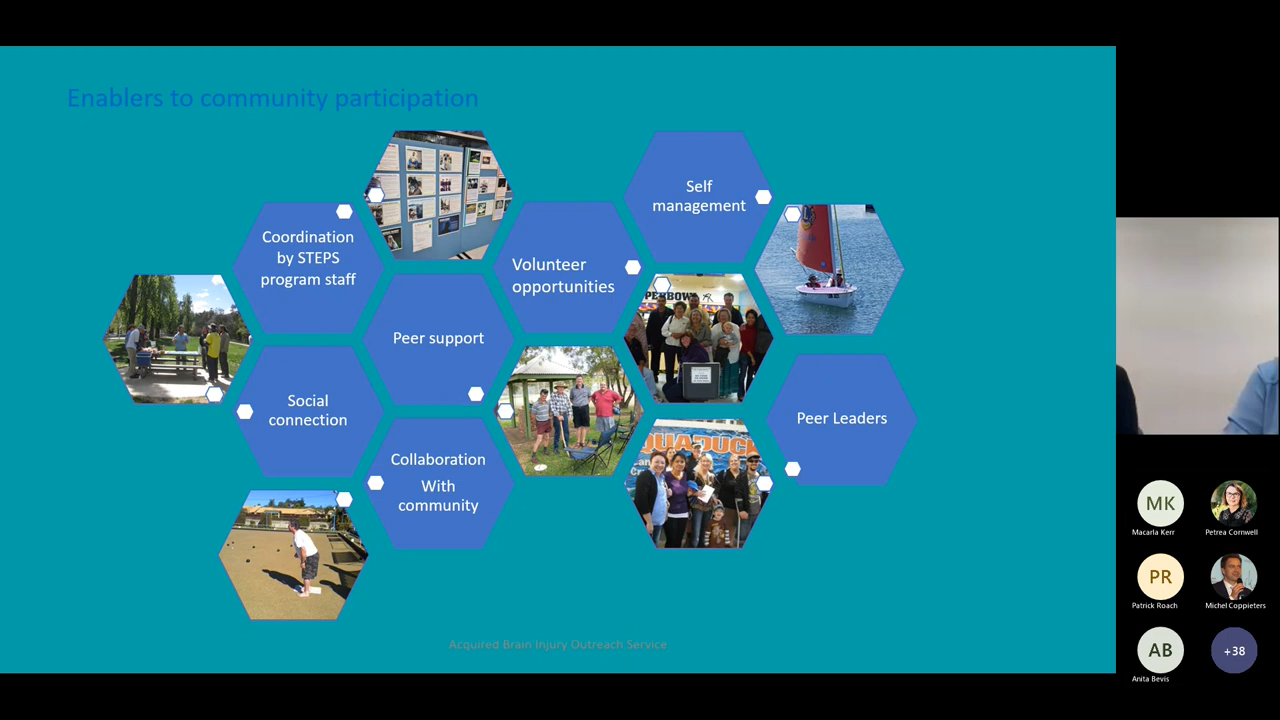 Enablers to community participation
Coordination
by STEPS
program staff
Volunteer
opportunities
Self
management
Peer support
PERBOW
Social
connection
Peer Leaders
Collaboration
With
community
QUADUCK
Acquired Brain Injury Outreach Service
MK
Macarla Kerr
Petrea Cornwell
PR
Patrick Roach
Michel Coppieters
AB
Anita Bevis
+38